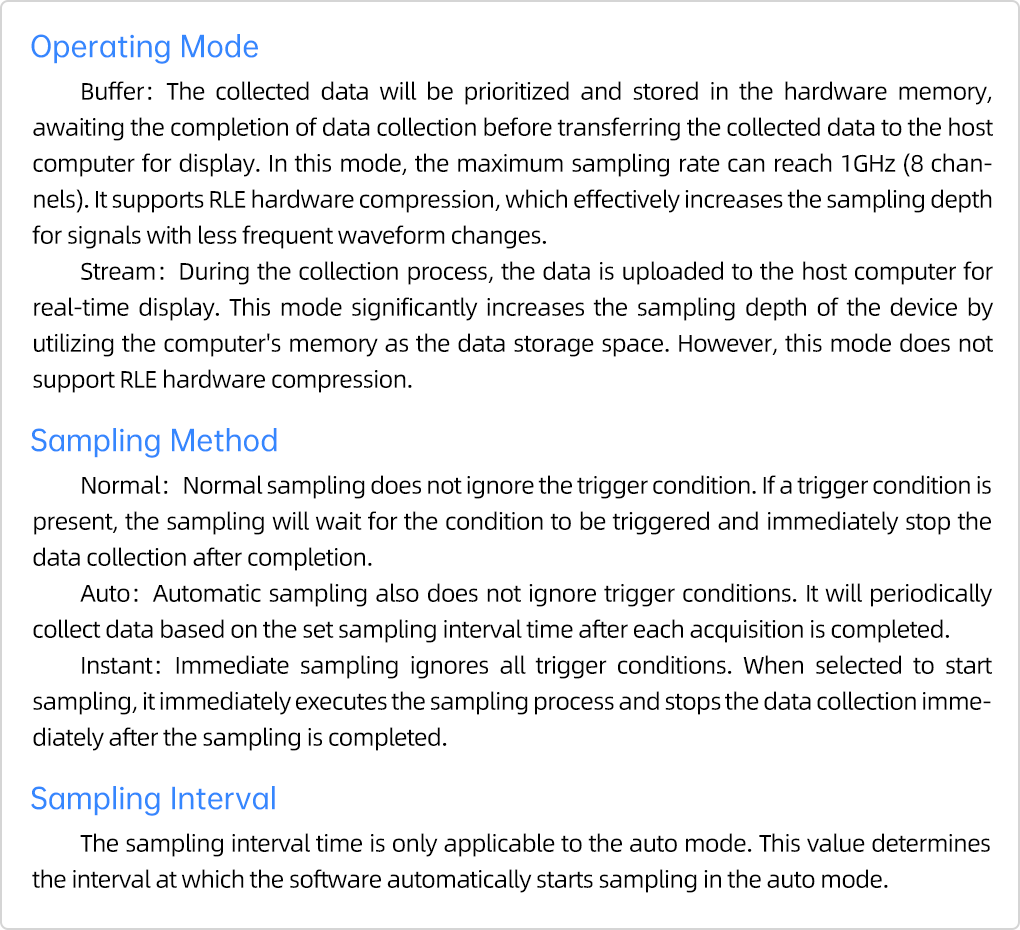 Operating Mode
Buffer: The collected data will be prioritized and stored in the hardware memory,
awaiting the completion of data collection before transferring the collected data to the host
computer for display. In this mode, the maximum sampling rate can reach 1GHz (8 chan-
nels). It supports RLE hardware compression, which effectively increases the sampling depth
for signals with less frequent waveform changes.
Stream: During the collection process, the data is uploaded to the host computer for
real-time display. This mode significantly increases the sampling depth of the device by
utilizing the computer's memory as the data storage space. However, this mode does not
support RLE hardware compression.
Sampling Method
Normal: Normal sampling does not ignore the trigger condition. If a trigger condition is
present, the sampling will wait for the condition to be triggered and immediately stop the
data collection after completion.
Auto: Automatic sampling also does not ignore trigger conditions. It will periodically
collect data based on the set sampling interval time after each acquisition is completed.
Instant: Immediate sampling ignores all trigger conditions. When selected to start
sampling, it immediately executes the sampling process and stops the data collection imme-
diately after the sampling is completed.
Sampling Interval
The sampling interval time is only applicable to the auto mode. This value determines
the interval at which the software automatically starts sampling in the auto mode.